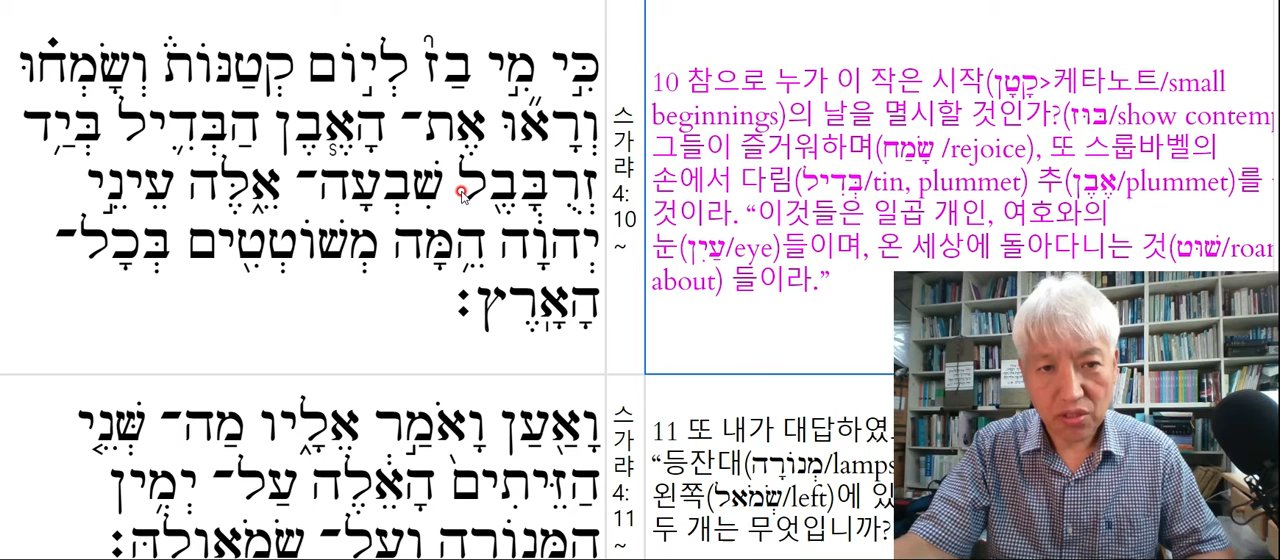 כִּ֣י מִ֣י בַז֮ לְי֣וֹם קְטַנּוֹת֒ וְשָׂמְח֗וּ
וְרָא֞וּ אֶת־ הָאֶ֧בֶן הַבְּדִ֛יל בְּיַ֥ד
זְרֻבָּבֶ֖ל שִׁבְעָה־ אֵ֑לֶּה עֵינֵ֣י
יְהוָ֔ה הֵ֥מָּה מְשׁוֹטְטִ֖ים בְּכָל־
הָאָֽרֶץ׃
스가랴 4:10~
10 참으로 누가 이 작은 시작(קָטָן>케타노트/small
beginnings)의 날을 멸시할 것인가?(בּוּז/show contem
그들이 즐거워하며(שָׂמַח /rejoice), 또 스룹바벨의
손에서 다림(בְּדִיל/tin, plummet) 추(אֶבֶן/plummet)를
것이라. “이것들은 일곱 개인, 여호와의
눈(עַיִן/eye)들이며, 온 세상에 돌아다니는 것(שׁוּט/roam
about) 들이라.”
וָאַ֖עַן וָאֹמַ֣ר אֵלָ֑יו מַה־ שְּׁנֵ֤י
הַזֵּיתִים֙ הָאֵ֔לֶּה עַל־ יְמִ֥ין
הַמְּנוֹרָ֖ה וְעַל־ שְׂמֹאולָֽהּ׃
스가랴 4:11~
11 또 내가 대답하였
“등잔대(מְנוֹרָה/lamps
왼쪽(שְׂמֹאל/left)에 있
두 개는 무엇입니까?